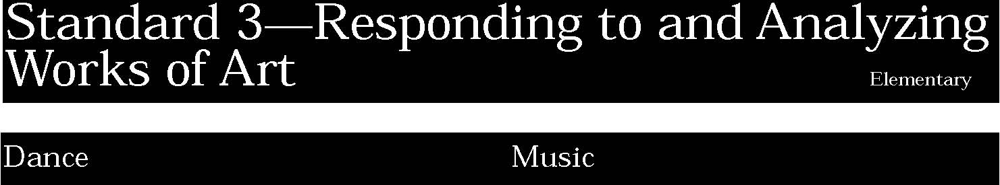 Standard 3—Responding to and Analyzing
Works of Art
Elementary
Dance
Music